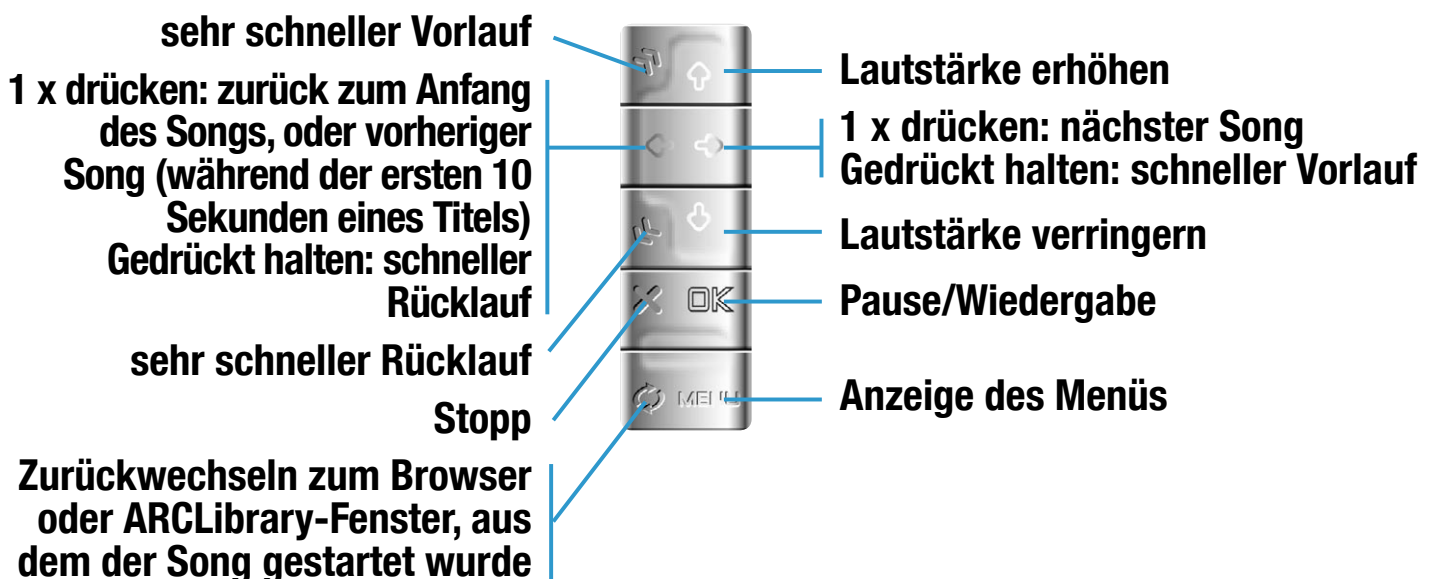 sehr schneller Vorlauf
1 x drücken: zurück zum Anfang
des Songs, oder vorheriger
Song (während der ersten 10
Sekunden eines Titels)
Gedrückt halten: schneller
Rücklauf
sehr schneller Rücklauf
Stopp
Zurückwechseln zum Browser
oder ARCLibrary-Fenster, aus
dem der Song gestartet wurde
OK
MENU
Lautstärke erhöhen
1 x drücken: nächster Song
Gedrückt halten: schneller Vorlauf
Lautstärke verringern
Pause/Wiedergabe
Anzeige des Menüs